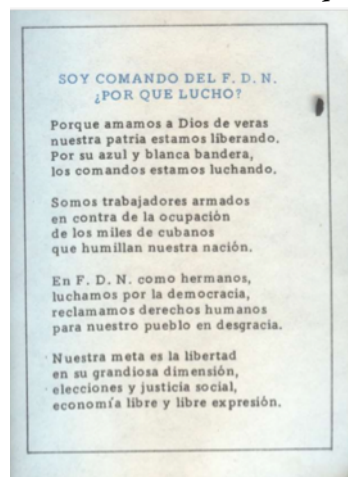 SOY COMANDO DEL F. D. N.
¿POR QUE LUCHO?
Porque amamos a Dios de veras
nuestra patria estamos liberando.
Por su azul y blanca bandera,
los comandos estamos luchando.
Somos trabajadores armados
en contra de la ocupación
de los miles de cubanos
que humillan nuestra nación.
En F. D. N. como hermanos,
luchamos por la democracia,
reclamamos derechos humanos
para nuestro pueblo en desgracia.
Nuestra meta es la libertad
en su grandiosa dimensión,
elecciones y justicia social,
economía libre y libre expresión.